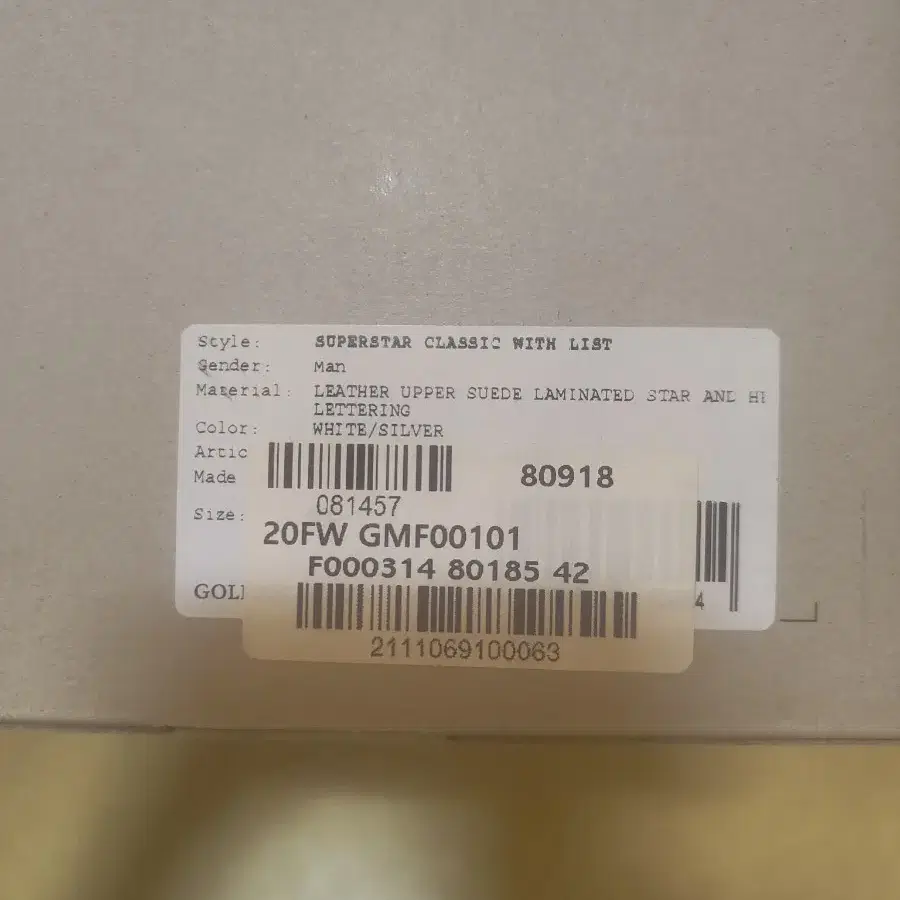 Style: SUPERSTAR CLASSIC WITH LIST
Gender: Man
Material: LEATHER UPPER SUEDE LAMINATED STAR AND HE
LETTERING
Color: WHITE/SILVER
Artic
Made
80918
081457
Size:
20FW GMF00101
F000314 80185 42
GOL
4
2111069100063